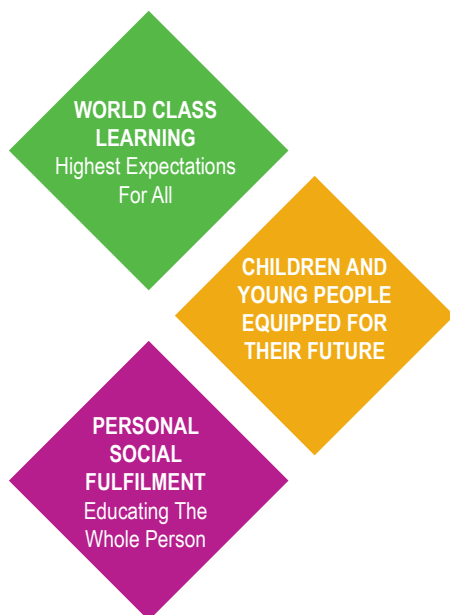 WORLD CLASS
LEARNING
Highest Expectations
For All
CHILDREN AND
YOUNG PEOPLE
EQUIPPED FOR
THEIR FUTURE
PERSONAL
SOCIAL
FULFILMENT
Educating The
Whole Person